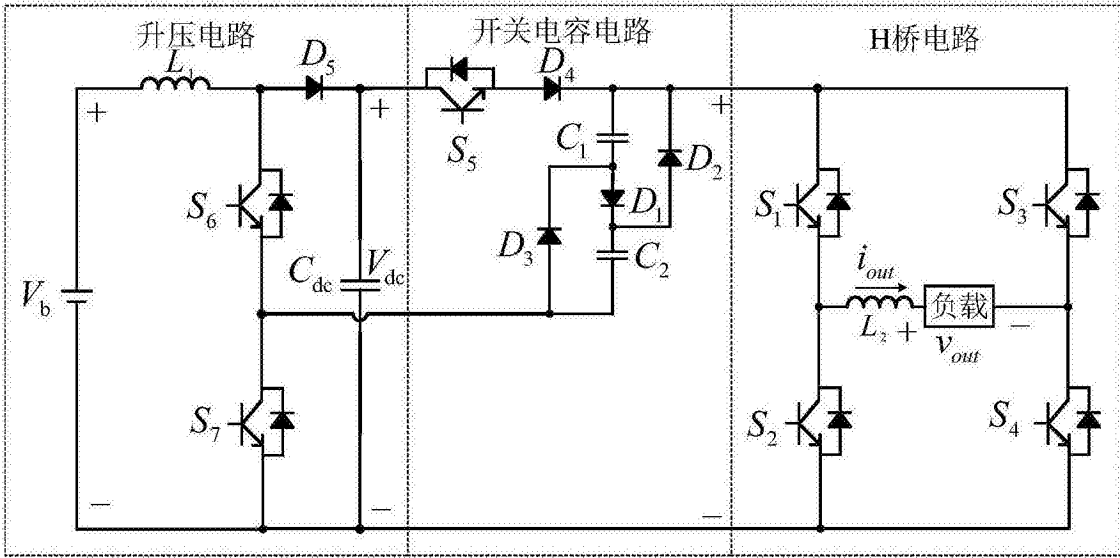 升压电路
开关电容电路
H桥电路
L1
D5
D4
+
+
+
S5
C1
D2
S6
D1
S1
S3
D3
C2
Cdc
Vdc
iout
Vb
负载
L2
+
−
vout
S7
S2
S4
−
−
−